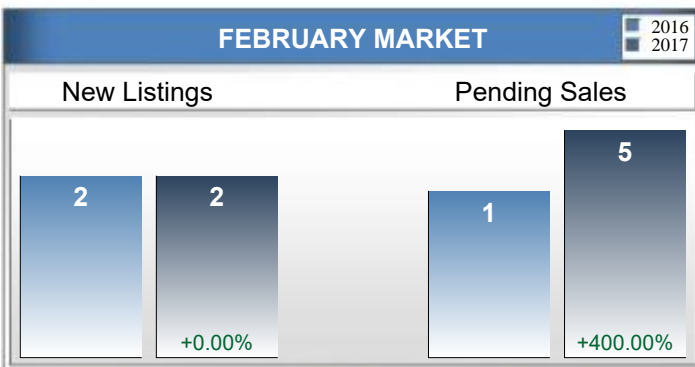 FEBRUARY MARKET
2016
2017
New Listings
Pending Sales
2
2
+0.00%
1
5
+400.00%